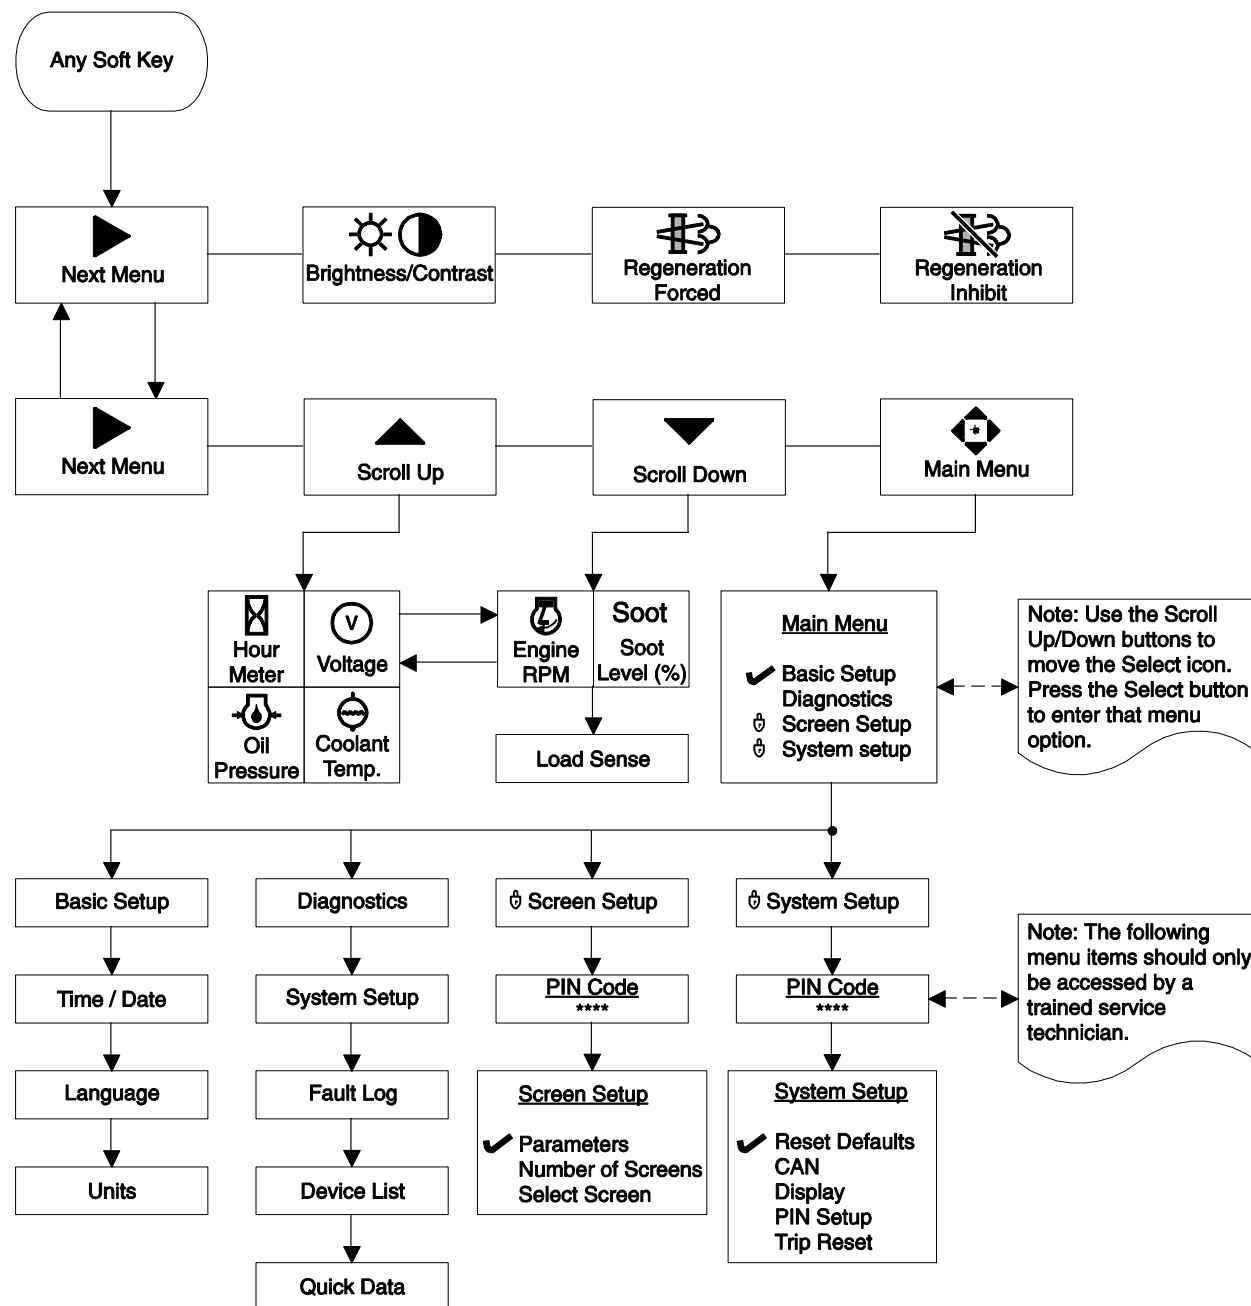 Any Soft Key
Next Menu
Brightness/Contrast
Regeneration
Forced
Regeneration
Inhibit
Next Menu
Scroll Up
Scroll Down
Main Menu
Hour
Meter
V
Voltage
Oil
Pressure
Coolant
Temp.
Engine
RPM
Soot
Soot
Level (%)
Load Sense
Main Menu
Basic Setup
Diagnostics
Screen Setup
System setup
Note: Use the Scroll
Up/Down buttons to
move the Select icon.
Press the Select button
to enter that menu
option.
Basic Setup
Time / Date
Language
Units
Diagnostics
System Setup
Fault Log
Device List
Quick Data
Screen Setup
PIN Code
****
Screen Setup
Parameters
Number of Screens
Select Screen
System Setup
PIN Code
****
System Setup
Reset Defaults
CAN
Display
PIN Setup
Trip Reset
Note: The following
menu items should only
be accessed by a
trained service
technician.